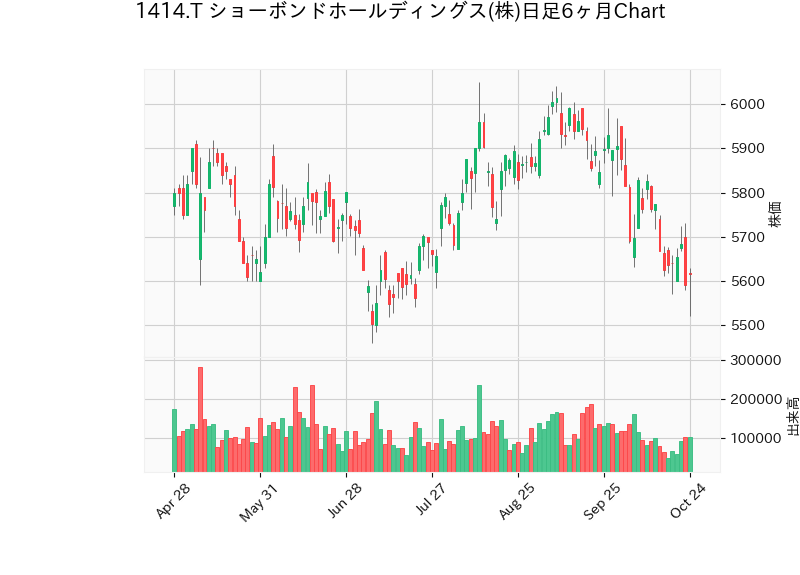 1414.T ショーボンドホールディングス(株)日足6ヶ月Chart
6000
5900
5800
5700
5600
5500
株価
300000
200000
100000
出来高
Apr 28
May 31
Jun 28
Jul 27
Aug 25
Sep 25
Oct 24